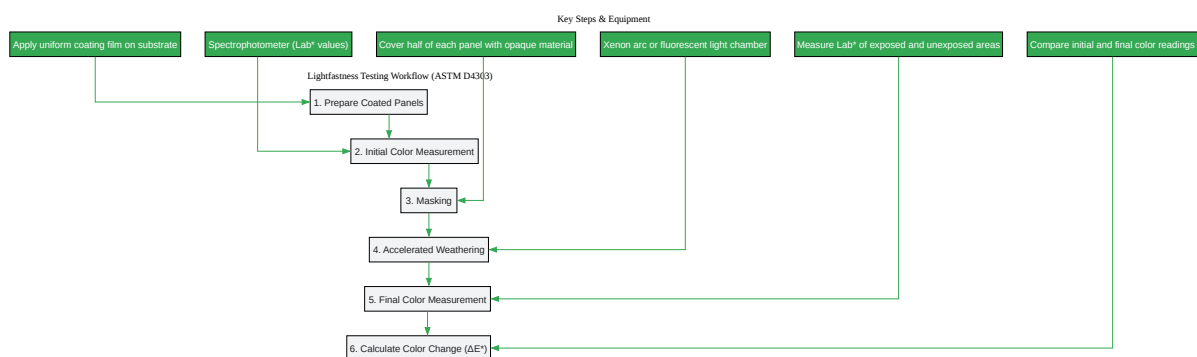 Key Steps & Equipment
Apply uniform coating film on substrate
Spectrophotometer (Lab* values)
Cover half of each panel with opaque material
Xenon arc or fluorescent light chamber
Measure Lab* of exposed and unexposed areas
Compare initial and final color readings
Lightfastness Testing Workflow (ASTM D4303)
1. Prepare Coated Panels
2. Initial Color Measurement
3. Masking
4. Accelerated Weathering
5. Final Color Measurement
6. Calculate Color Change (ΔE*)